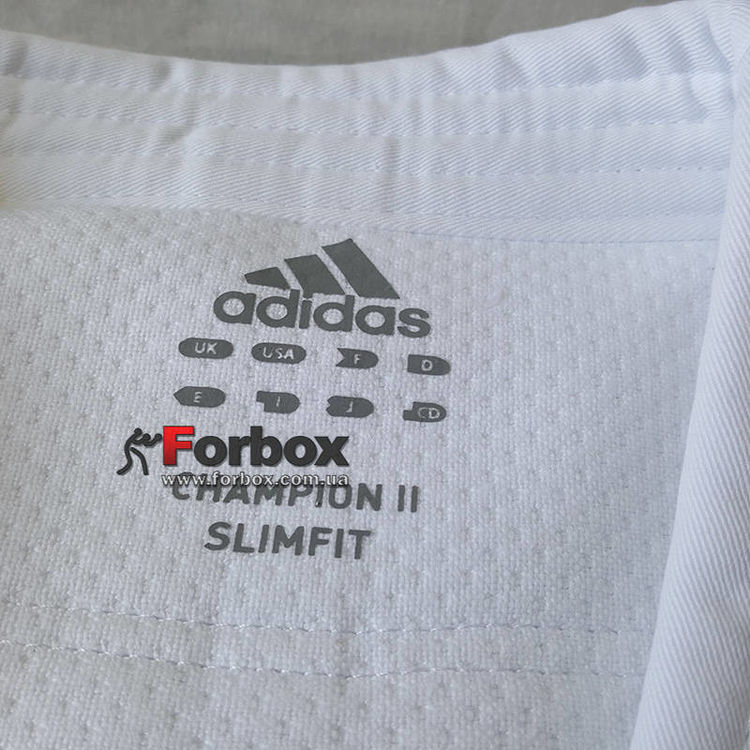 adidas
UK USA F D
E I J CD
Forbox
www.forbox.com.ua
CHAMPION II
SLIMFIT